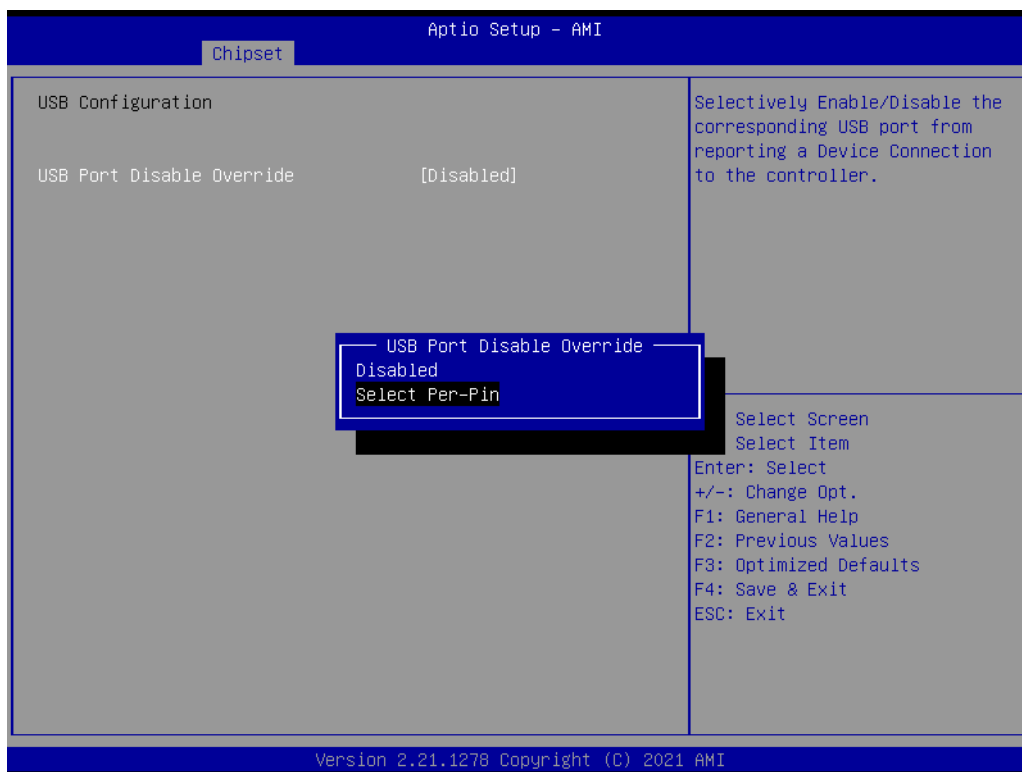 Aptio Setup – AMI
Chipset
USB Configuration
USB Port Disable Override [Disabled]
Selectively Enable/Disable the
corresponding USB port from
reporting a Device Connection
to the controller.
USB Port Disable Override
Disabled
Select Per-Pin
Select Screen
Select Item
Enter: Select
+/-: Change Opt.
F1: General Help
F2: Previous Values
F3: Optimized Defaults
F4: Save & Exit
ESC: Exit
Version 2.21.1278 Copyright (C) 2021 AMI